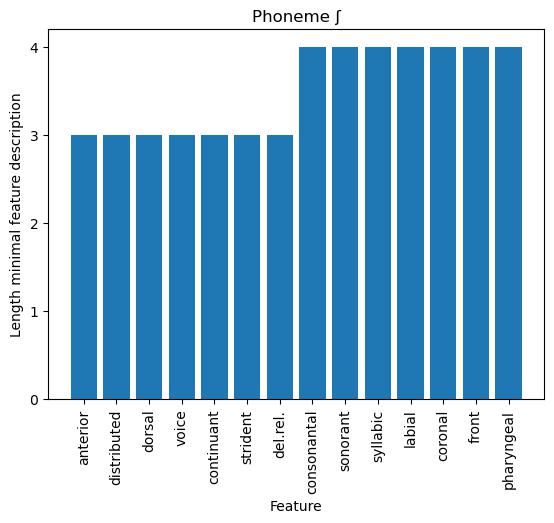 Phoneme ʃ
Length minimal feature description
4
3
2
1
0
anterior
distributed
dorsal
voice
continuant
strident
del.rel.
consonantal
sonorant
syllabic
labial
coronal
front
pharyngeal
Feature